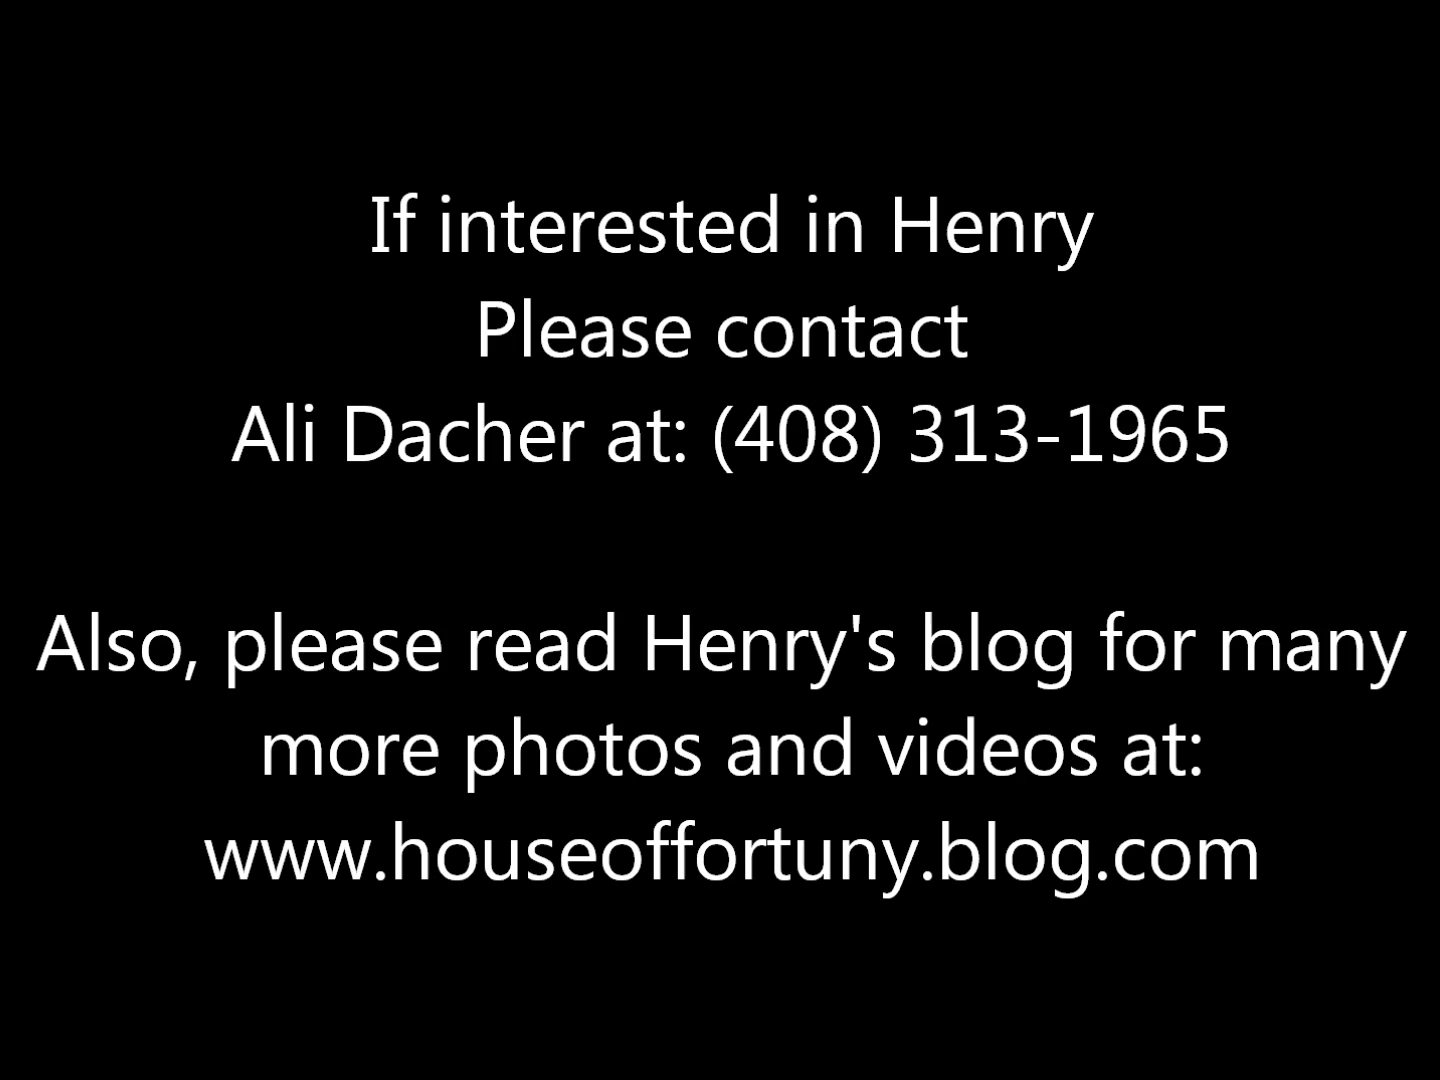 If interested in Henry
Please contact
Ali Dacher at: (408) 313-1965
Also, please read Henry's blog for many
more photos and videos at:
www.houseoffortuny.blog.com